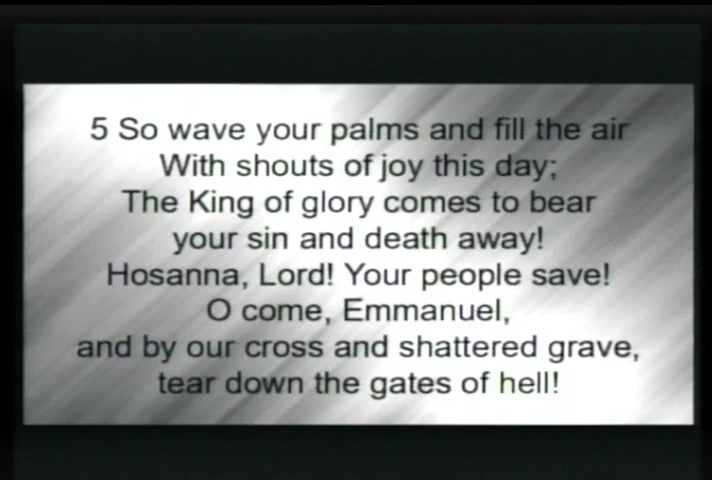 5 So wave your palms and fill the air
With shouts of joy this day;
The King of glory comes to bear
your sin and death away!
Hosanna, Lord! Your people save!
O come, Emmanuel,
and by our cross and shattered grave,
tear down the gates of hell!